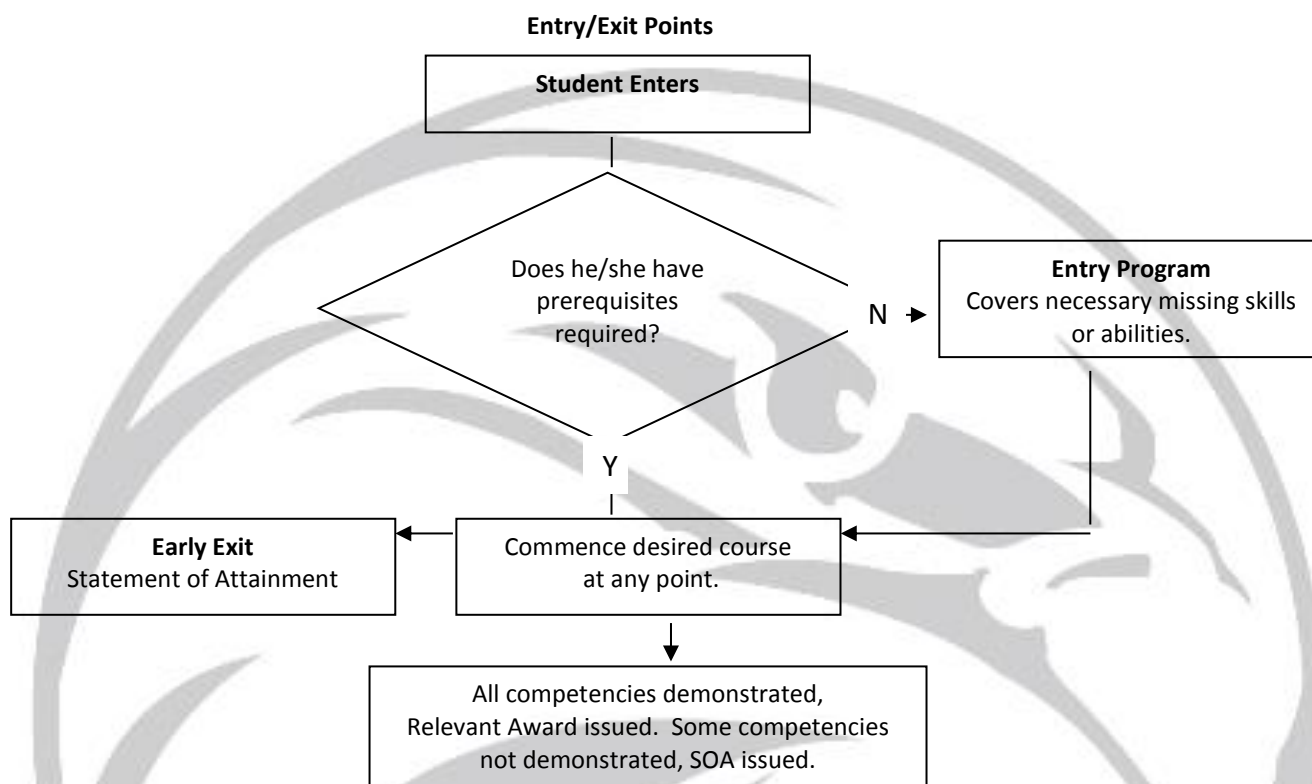 Entry/Exit Points
Student Enters
Does he/she have
prerequisites
required?
N
Entry Program
Covers necessary missing skills
or abilities.
Y
Early Exit
Statement of Attainment
Commence desired course
at any point.
All competencies demonstrated,
Relevant Award issued.  Some competencies
not demonstrated, SOA issued.